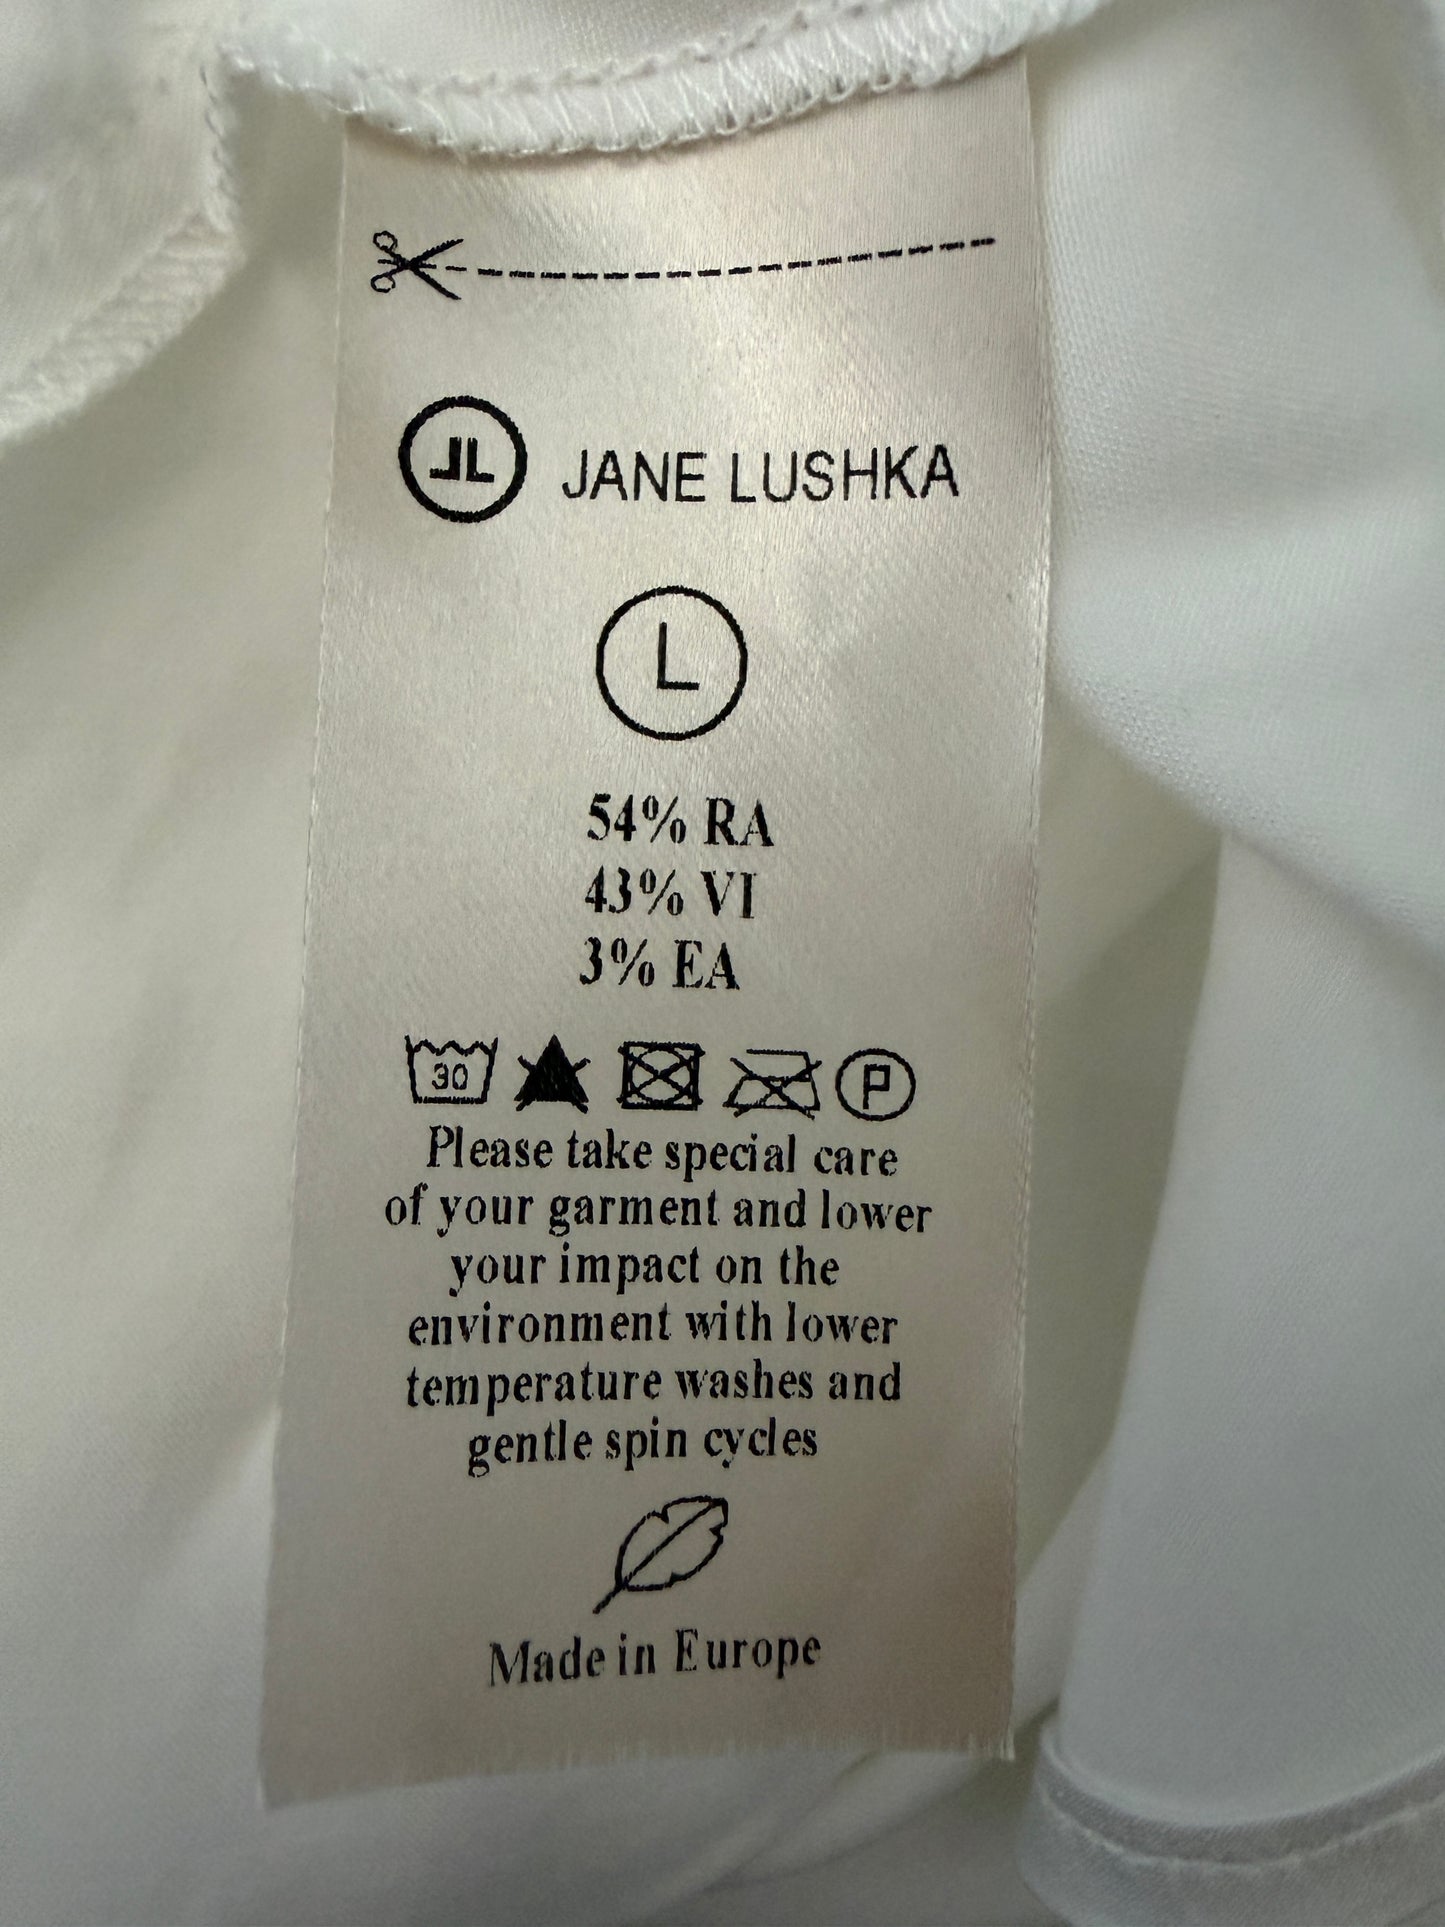 JL JANE LUSHKA
L
54% RA
43% VI
3% EA
30 P
Please take special care
of your garment and lower
your impact on the
environment with lower
temperature washes and
gentle spin cycles
Made in Europe